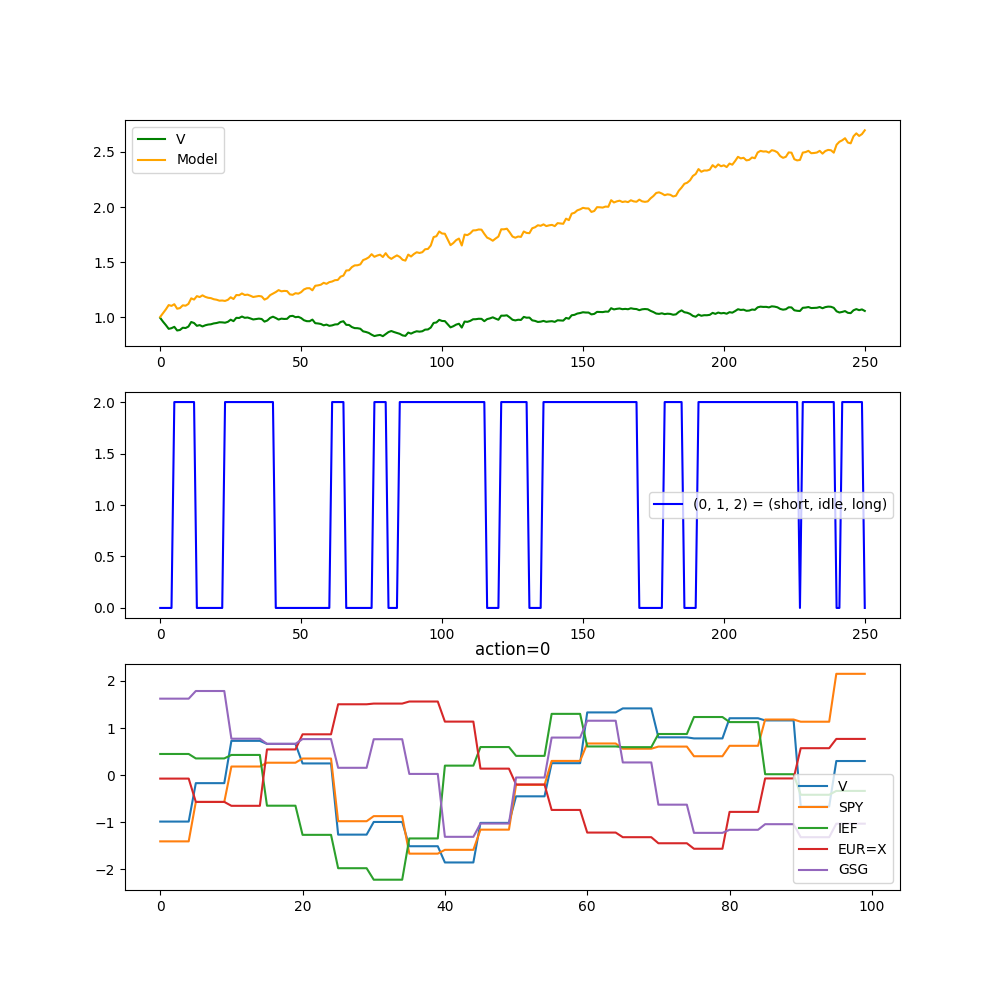 V
Model
2.5
2.0
1.5
1.0
0 50 100 150 200 250
2.0
1.5
1.0
0.5
0.0
(0, 1, 2) = (short, idle, long)
0 50 100 150 200 250
action=0
2
1
0
−1
−2
V
SPY
IEF
EUR=X
GSG
0 20 40 60 80 100